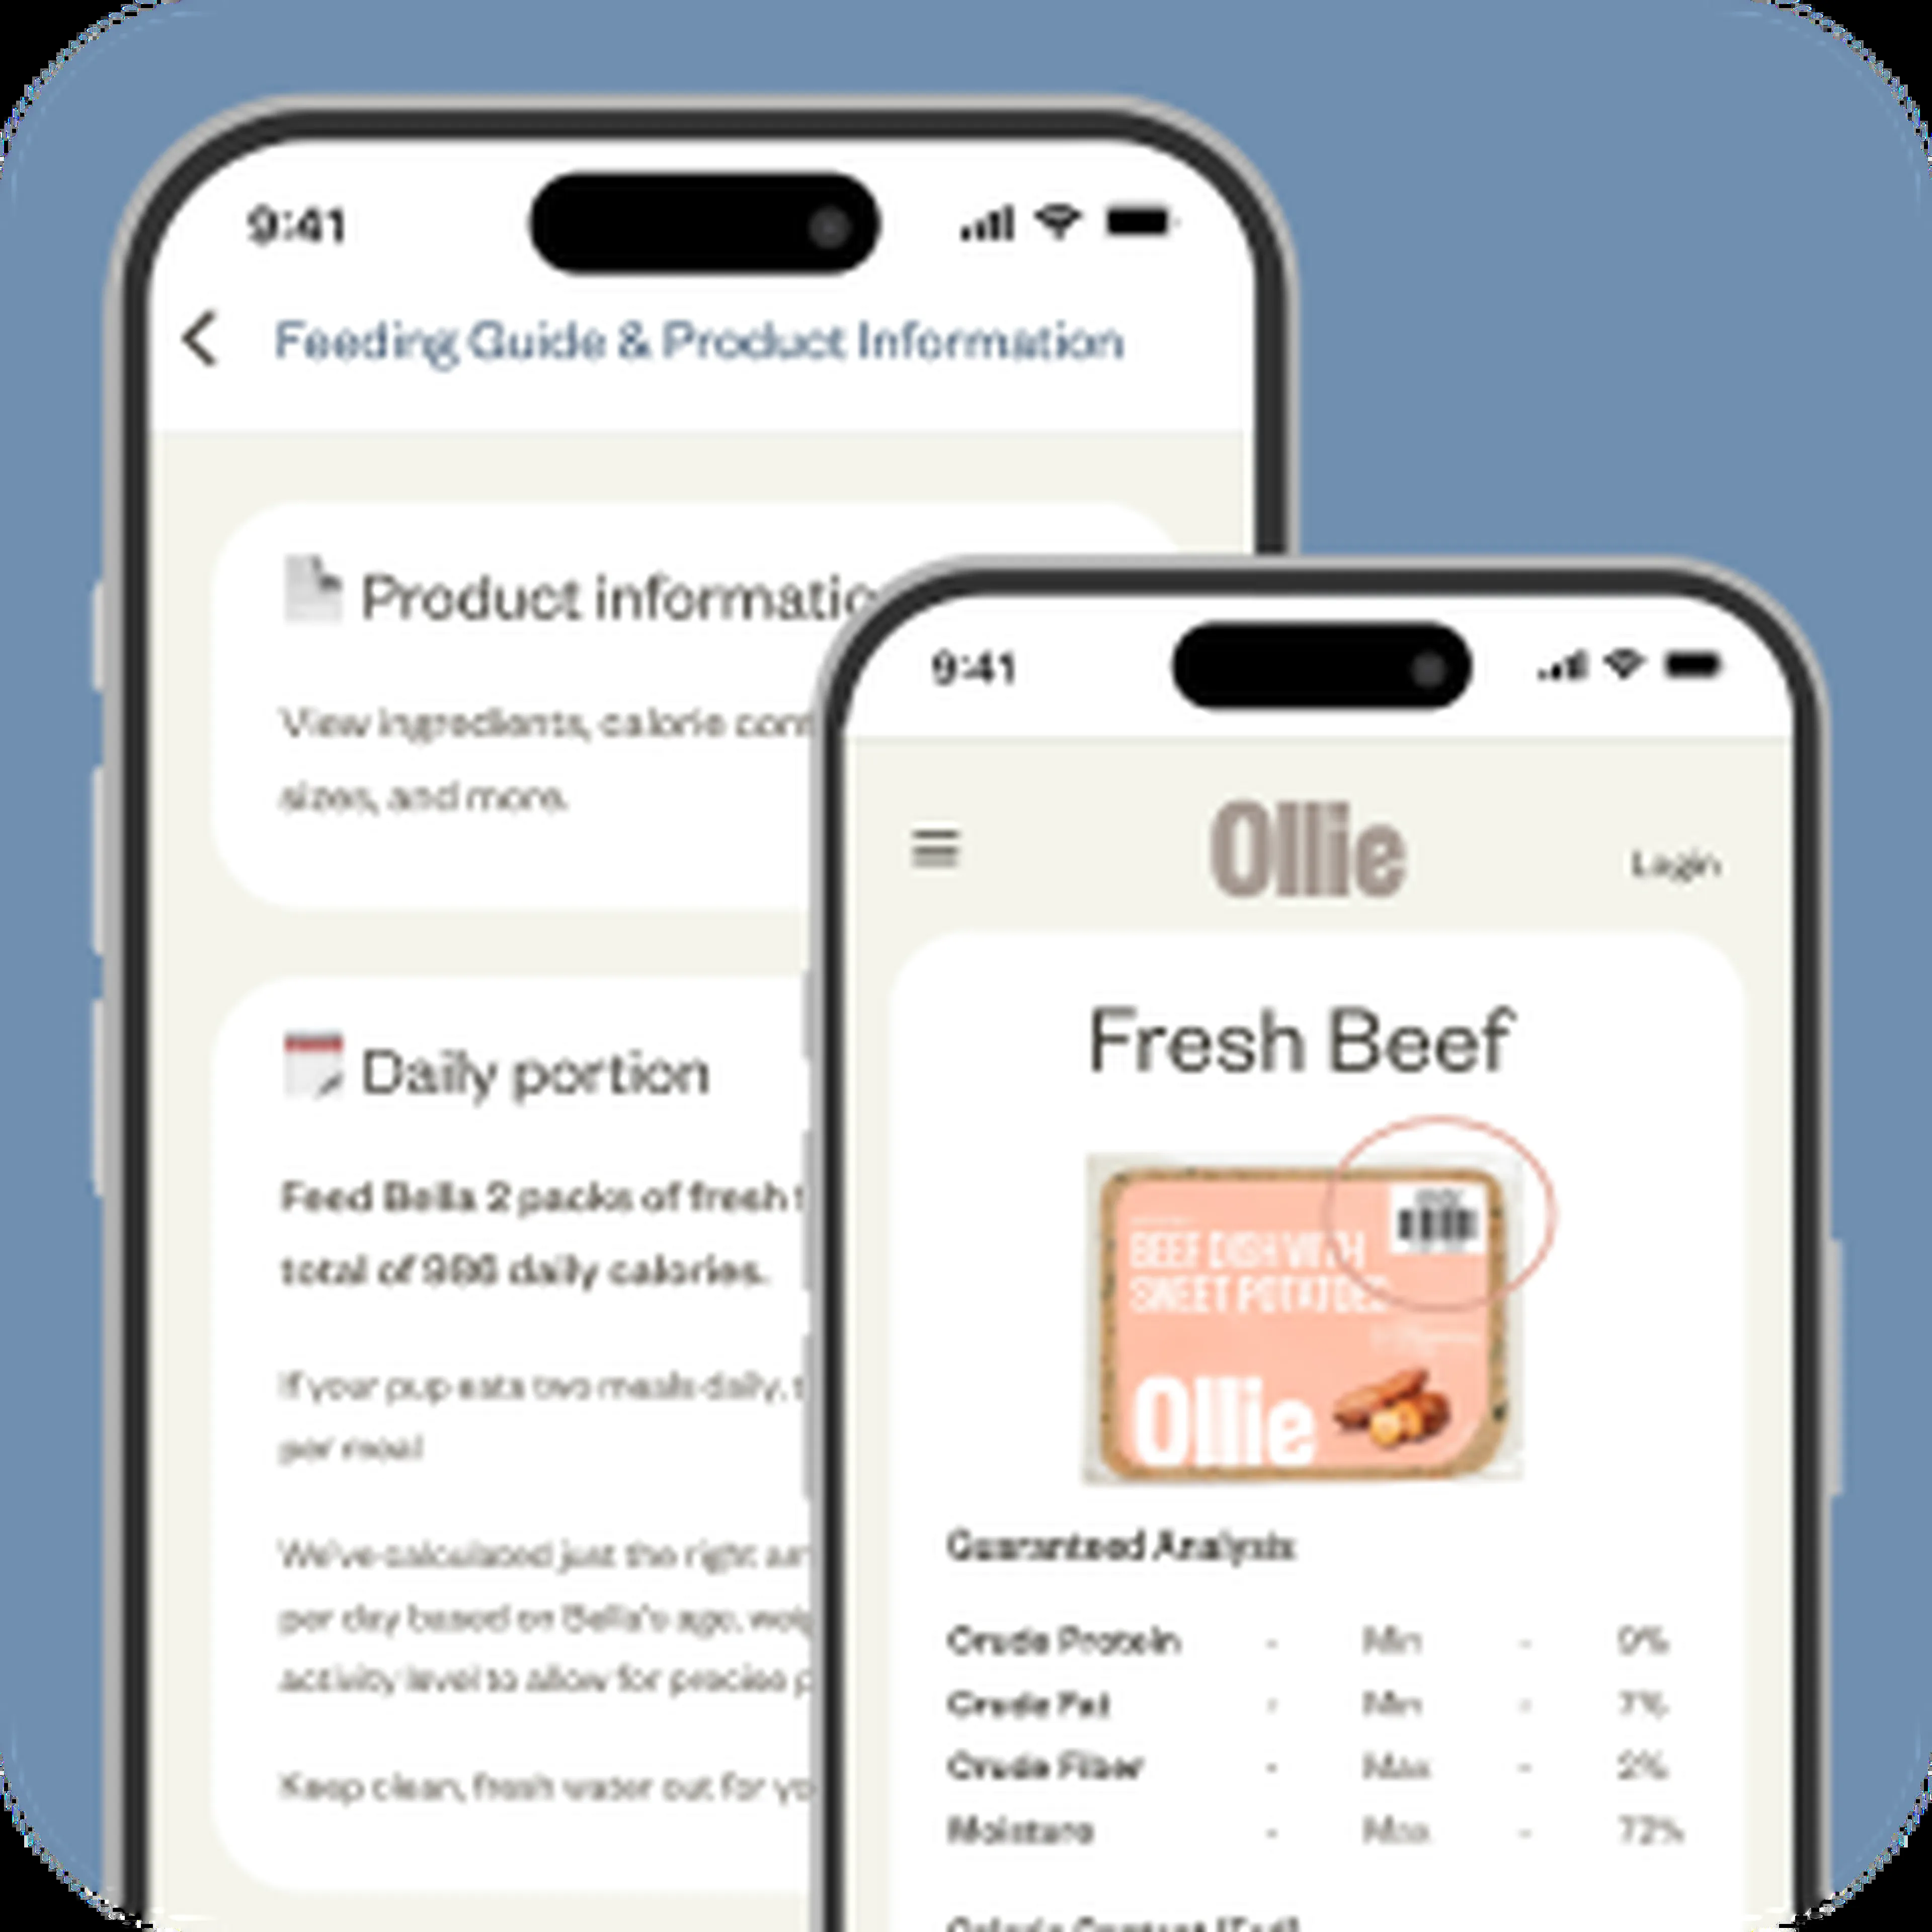 9:41
Feeding Guide & Product Information
Product informatio
View ingredients, calorie cont
sizes, and more.
Daily portion
Feed Bella 2 packs of fresh f
total of 986 daily calories.
If your pup eats two meals daily, t
per meal
We've calculated just the right am
per day based on Bella's age, weig
activity level to allow for precise p
Keep clean, fresh water out for yo
9:41
Ollie
Login
Fresh Beef
BEEF DISH WITH
SWEET POTATOES
Ollie
Guaranteed Analysis
Crude Protein - Min - 9%
Crude Fat - Min - 7%
Crude Fiber - Max - 2%
Moisture - Max - 72%